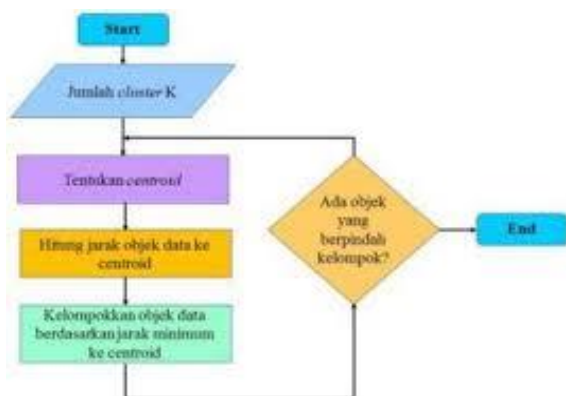 Start
Jumlah cluster K
Tentukan centroid
Hitung jarak objek data ke
centroid
Kelompokkan objek data
berdasarkan jarak minimum
ke centroid
Ada objek
yang
berpindah
kelompok?
End